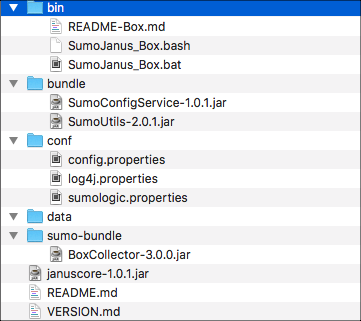 bin
README-Box.md
SumoJanus_Box.bash
SumoJanus_Box.bat
bundle
SumoConfigService-1.0.1.jar
SumoUtils-2.0.1.jar
conf
config.properties
log4j.properties
sumologic.properties
data
sumo-bundle
BoxCollector-3.0.0.jar
januscore-1.0.1.jar
README.md
VERSION.md